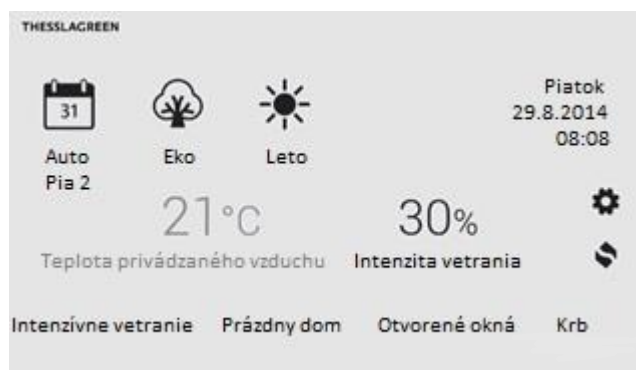 THESSLAGREEN
31
Auto
Pia 2
Eko
Leto
Piatok
29.8.2014
08:08
21°C
Teplota privádzaného vzduchu
30%
Intenzita vetrania
Intenzívne vetranie Prázdny dom Otvorené okná Krb